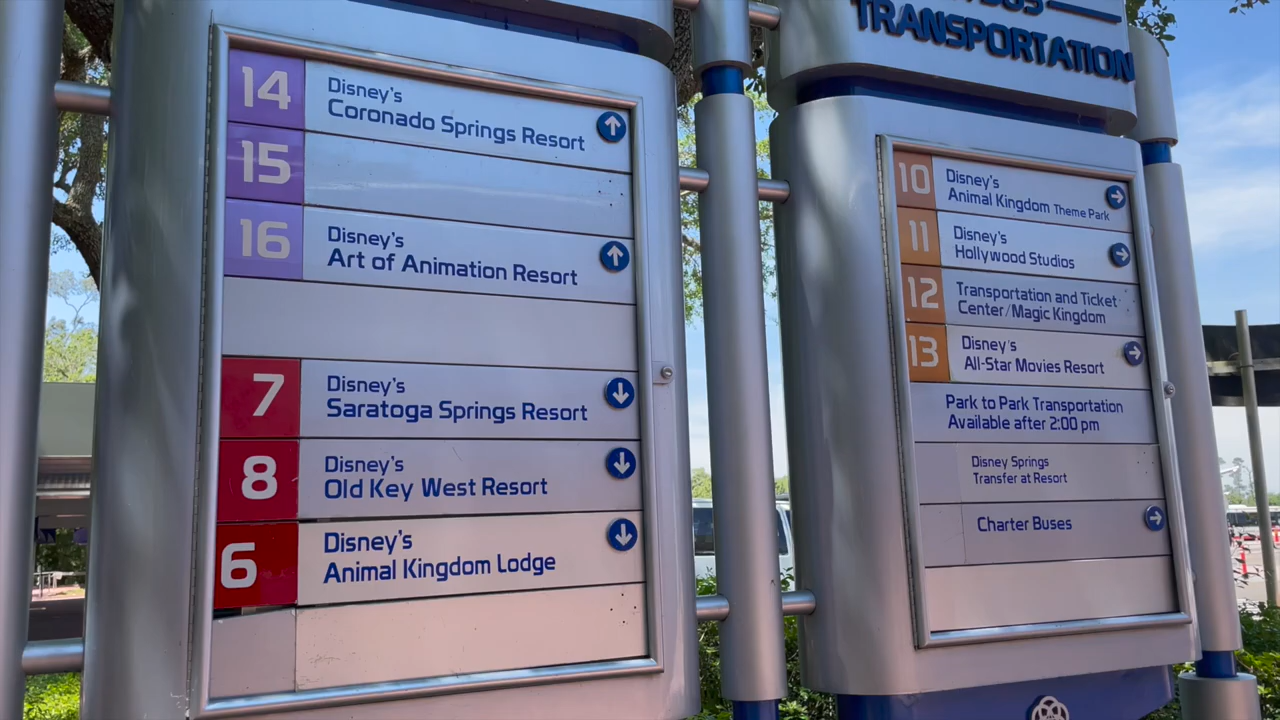 14
Disney's
Coronado Springs Resort
15
16
Disney's
Art of Animation Resort
7
Disney's
Saratoga Springs Resort
8
Disney's
Old Key West Resort
6
Disney's
Animal Kingdom Lodge
TRANSPORTATION
10
Disney's
Animal Kingdom Theme Park
11
Disney's
Hollywood Studios
12
Transportation and Ticket
Center/Magic Kingdom
13
Disney's
All-Star Movies Resort
Park to Park Transportation
Available after 2:00 pm
Disney Springs
Transfer at Resort
Charter Buses